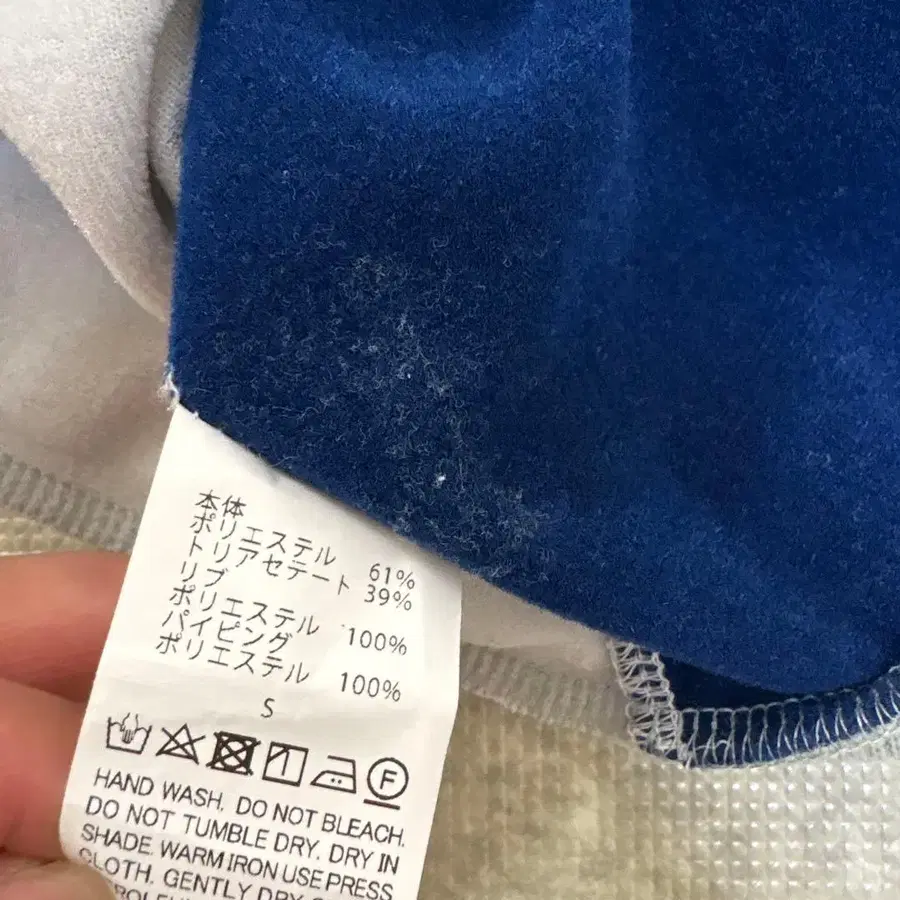 本体
ポリエステル 61%
トリアセテート 39%
リブ
ポリエステル 100%
パイピング
ポリエステル 100%
S
F
HAND WASH. DO NOT BLEACH.
DO NOT TUMBLE DRY. DRY IN
SHADE. WARM IRON USE PRESS
CLOTH. GENTLY DRY